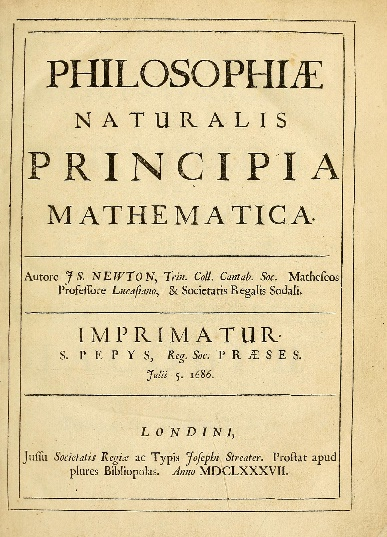 PHILOSOPHIÆ
NATURALIS
PRINCIPIA
MATHEMATICA.
Autore JS. NEWTON, Trin. Coll. Cantab. Soc. Matheseos
Professore Lucasiano, & Societatis Regalis Sodali.
IMPRIMATUR.
S. PEPYS, Reg. Soc. PRÆSES.
Julii 5. 1686.
LONDINI,
Jussu Societatis Regiæ ac Typis Josephi Streater. Prostat apud
plures Bibliopolas. Anno MDCLXXXVII.